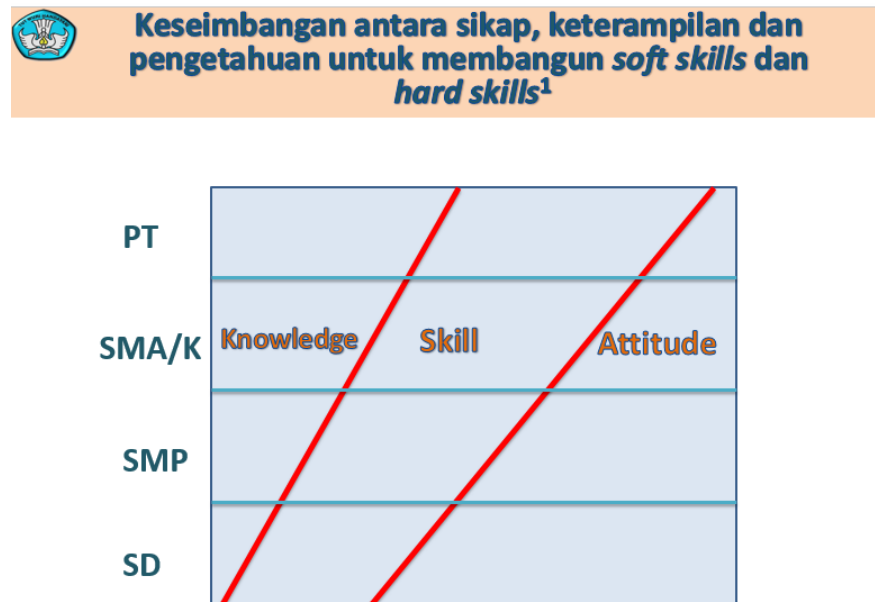 Keseimbangan antara sikap, keterampilan dan
pengetahuan untuk membangun soft skills dan
hard skills¹
PT
SMA/K
Knowledge
Skill
Attitude
SMP
SD